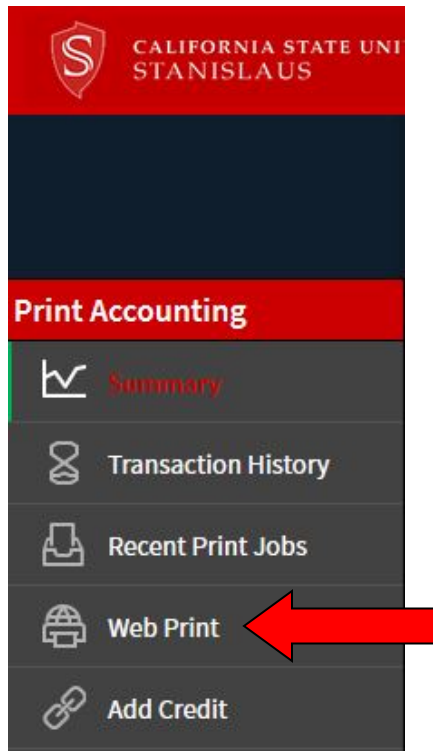 CALIFORNIA STATE UNI
STANISLAUS
Print Accounting
Summary
Transaction History
Recent Print Jobs
Web Print
Add Credit